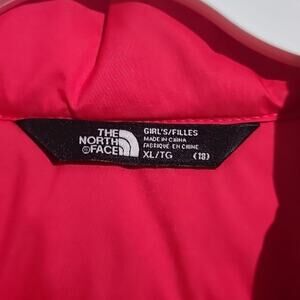 THE
NORTH
FACE
GIRL'S/FILLES
MADE IN CHINA
FABRIQUÉ EN CHINE
XL/TG (18)